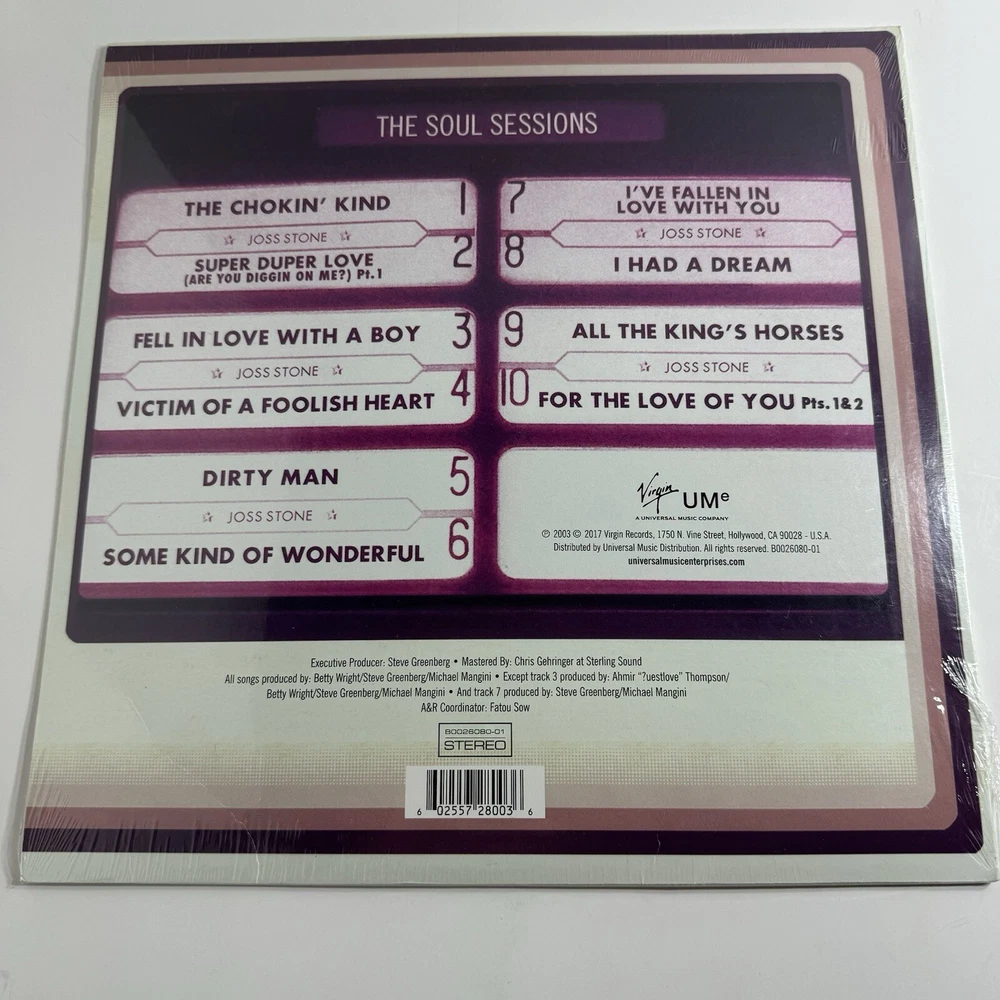 THE SOUL SESSIONS
THE CHOKIN' KIND 1
☆ JOSS STONE ☆
SUPER DUPER LOVE 2
(ARE YOU DIGGIN ON ME?) Pt.1
FELL IN LOVE WITH A BOY 3
☆ JOSS STONE ☆
VICTIM OF A FOOLISH HEART 4
DIRTY MAN 5
☆ JOSS STONE ☆
SOME KIND OF WONDERFUL 6
7 I'VE FALLEN IN
LOVE WITH YOU
☆ JOSS STONE ☆
8 I HAD A DREAM
9 ALL THE KING'S HORSES
☆ JOSS STONE ☆
10 FOR THE LOVE OF YOU Pts.1&2
Virgin UMe
A UNIVERSAL MUSIC COMPANY
℗ 2003 © 2017 Virgin Records, 1750 N. Vine Street, Hollywood, CA 90028 - U.S.A.
Distributed by Universal Music Distribution. All rights reserved. B0026080-01
universalmusicenterprises.com
Executive Producer: Steve Greenberg • Mastered By: Chris Gehringer at Sterling Sound
All songs produced by: Betty Wright/Steve Greenberg/Michael Mangini • Except track 3 produced by: Ahmir "?uestlove" Thompson/
Betty Wright/Steve Greenberg/Michael Mangini • And track 7 produced by: Steve Greenberg/Michael Mangini
A&R Coordinator: Fatou Sow
B0026080-01
STEREO
6 02557 28003 6